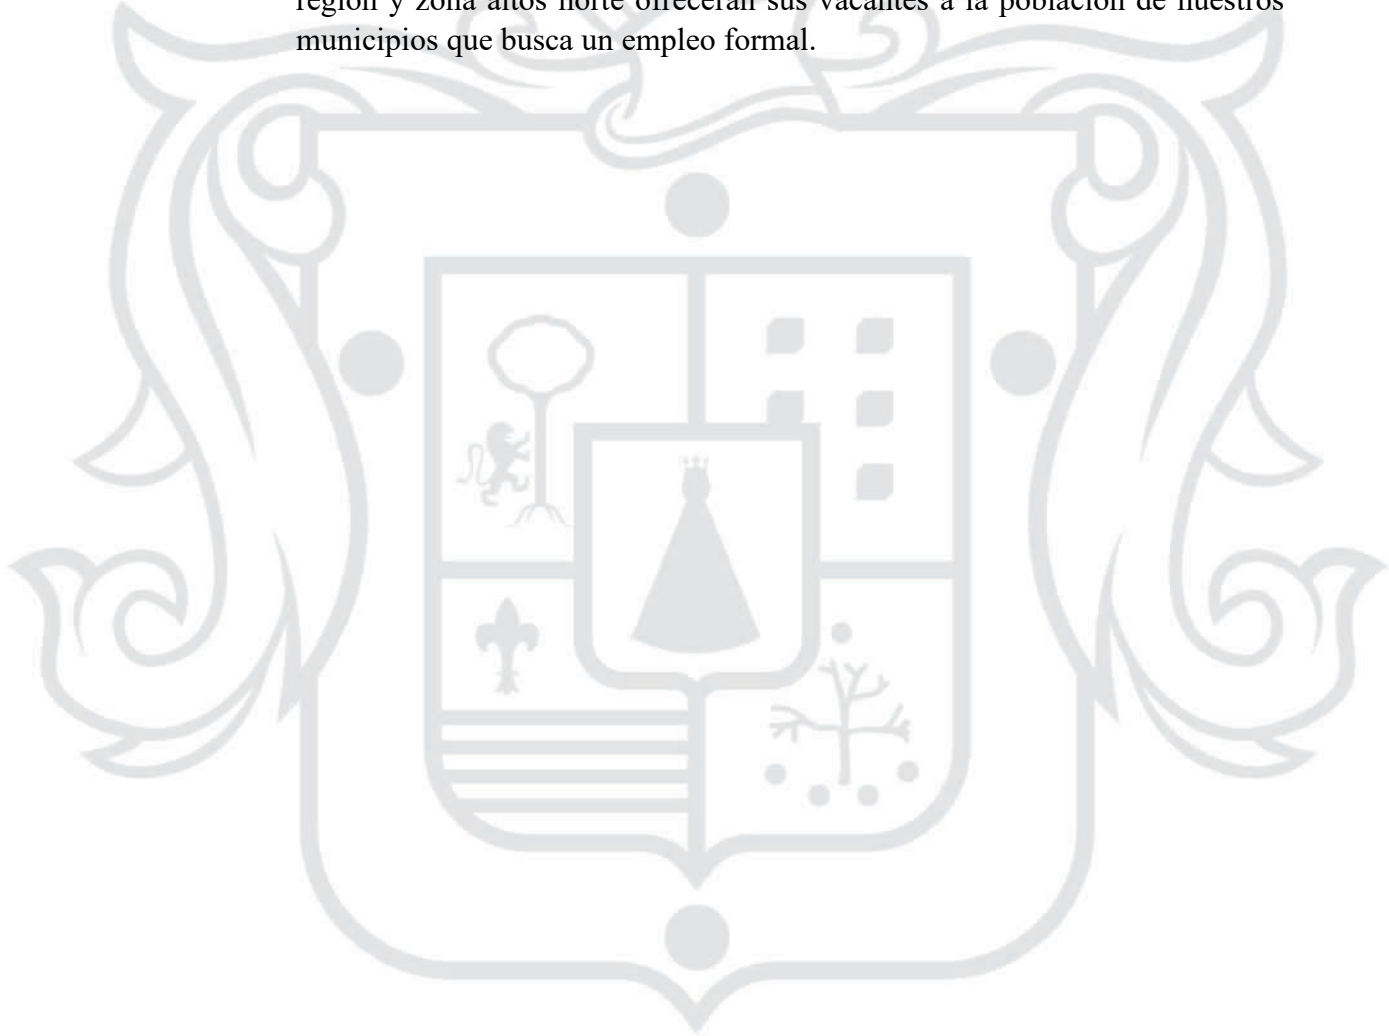 región y zona altos norte ofrecerán sus vacantes a la población de nuestros
municipios que busca un empleo formal.